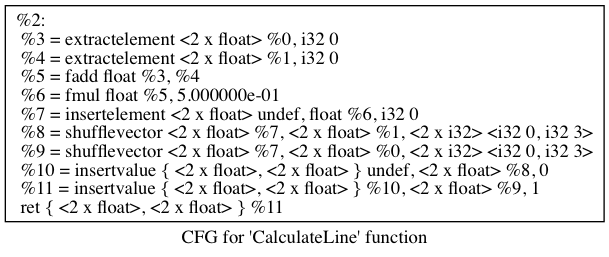 %2:
%3 = extractelement <2 x float> %0, i32 0
%4 = extractelement <2 x float> %1, i32 0
%5 = fadd float %3, %4
%6 = fmul float %5, 5.000000e-01
%7 = insertelement <2 x float> undef, float %6, i32 0
%8 = shufflevector <2 x float> %7, <2 x float> %1, <2 x i32> <i32 0, i32 3>
%9 = shufflevector <2 x float> %7, <2 x float> %0, <2 x i32> <i32 0, i32 3>
%10 = insertvalue { <2 x float>, <2 x float> } undef, <2 x float> %8, 0
%11 = insertvalue { <2 x float>, <2 x float> } %10, <2 x float> %9, 1
ret { <2 x float>, <2 x float> } %11
CFG for 'CalculateLine' function